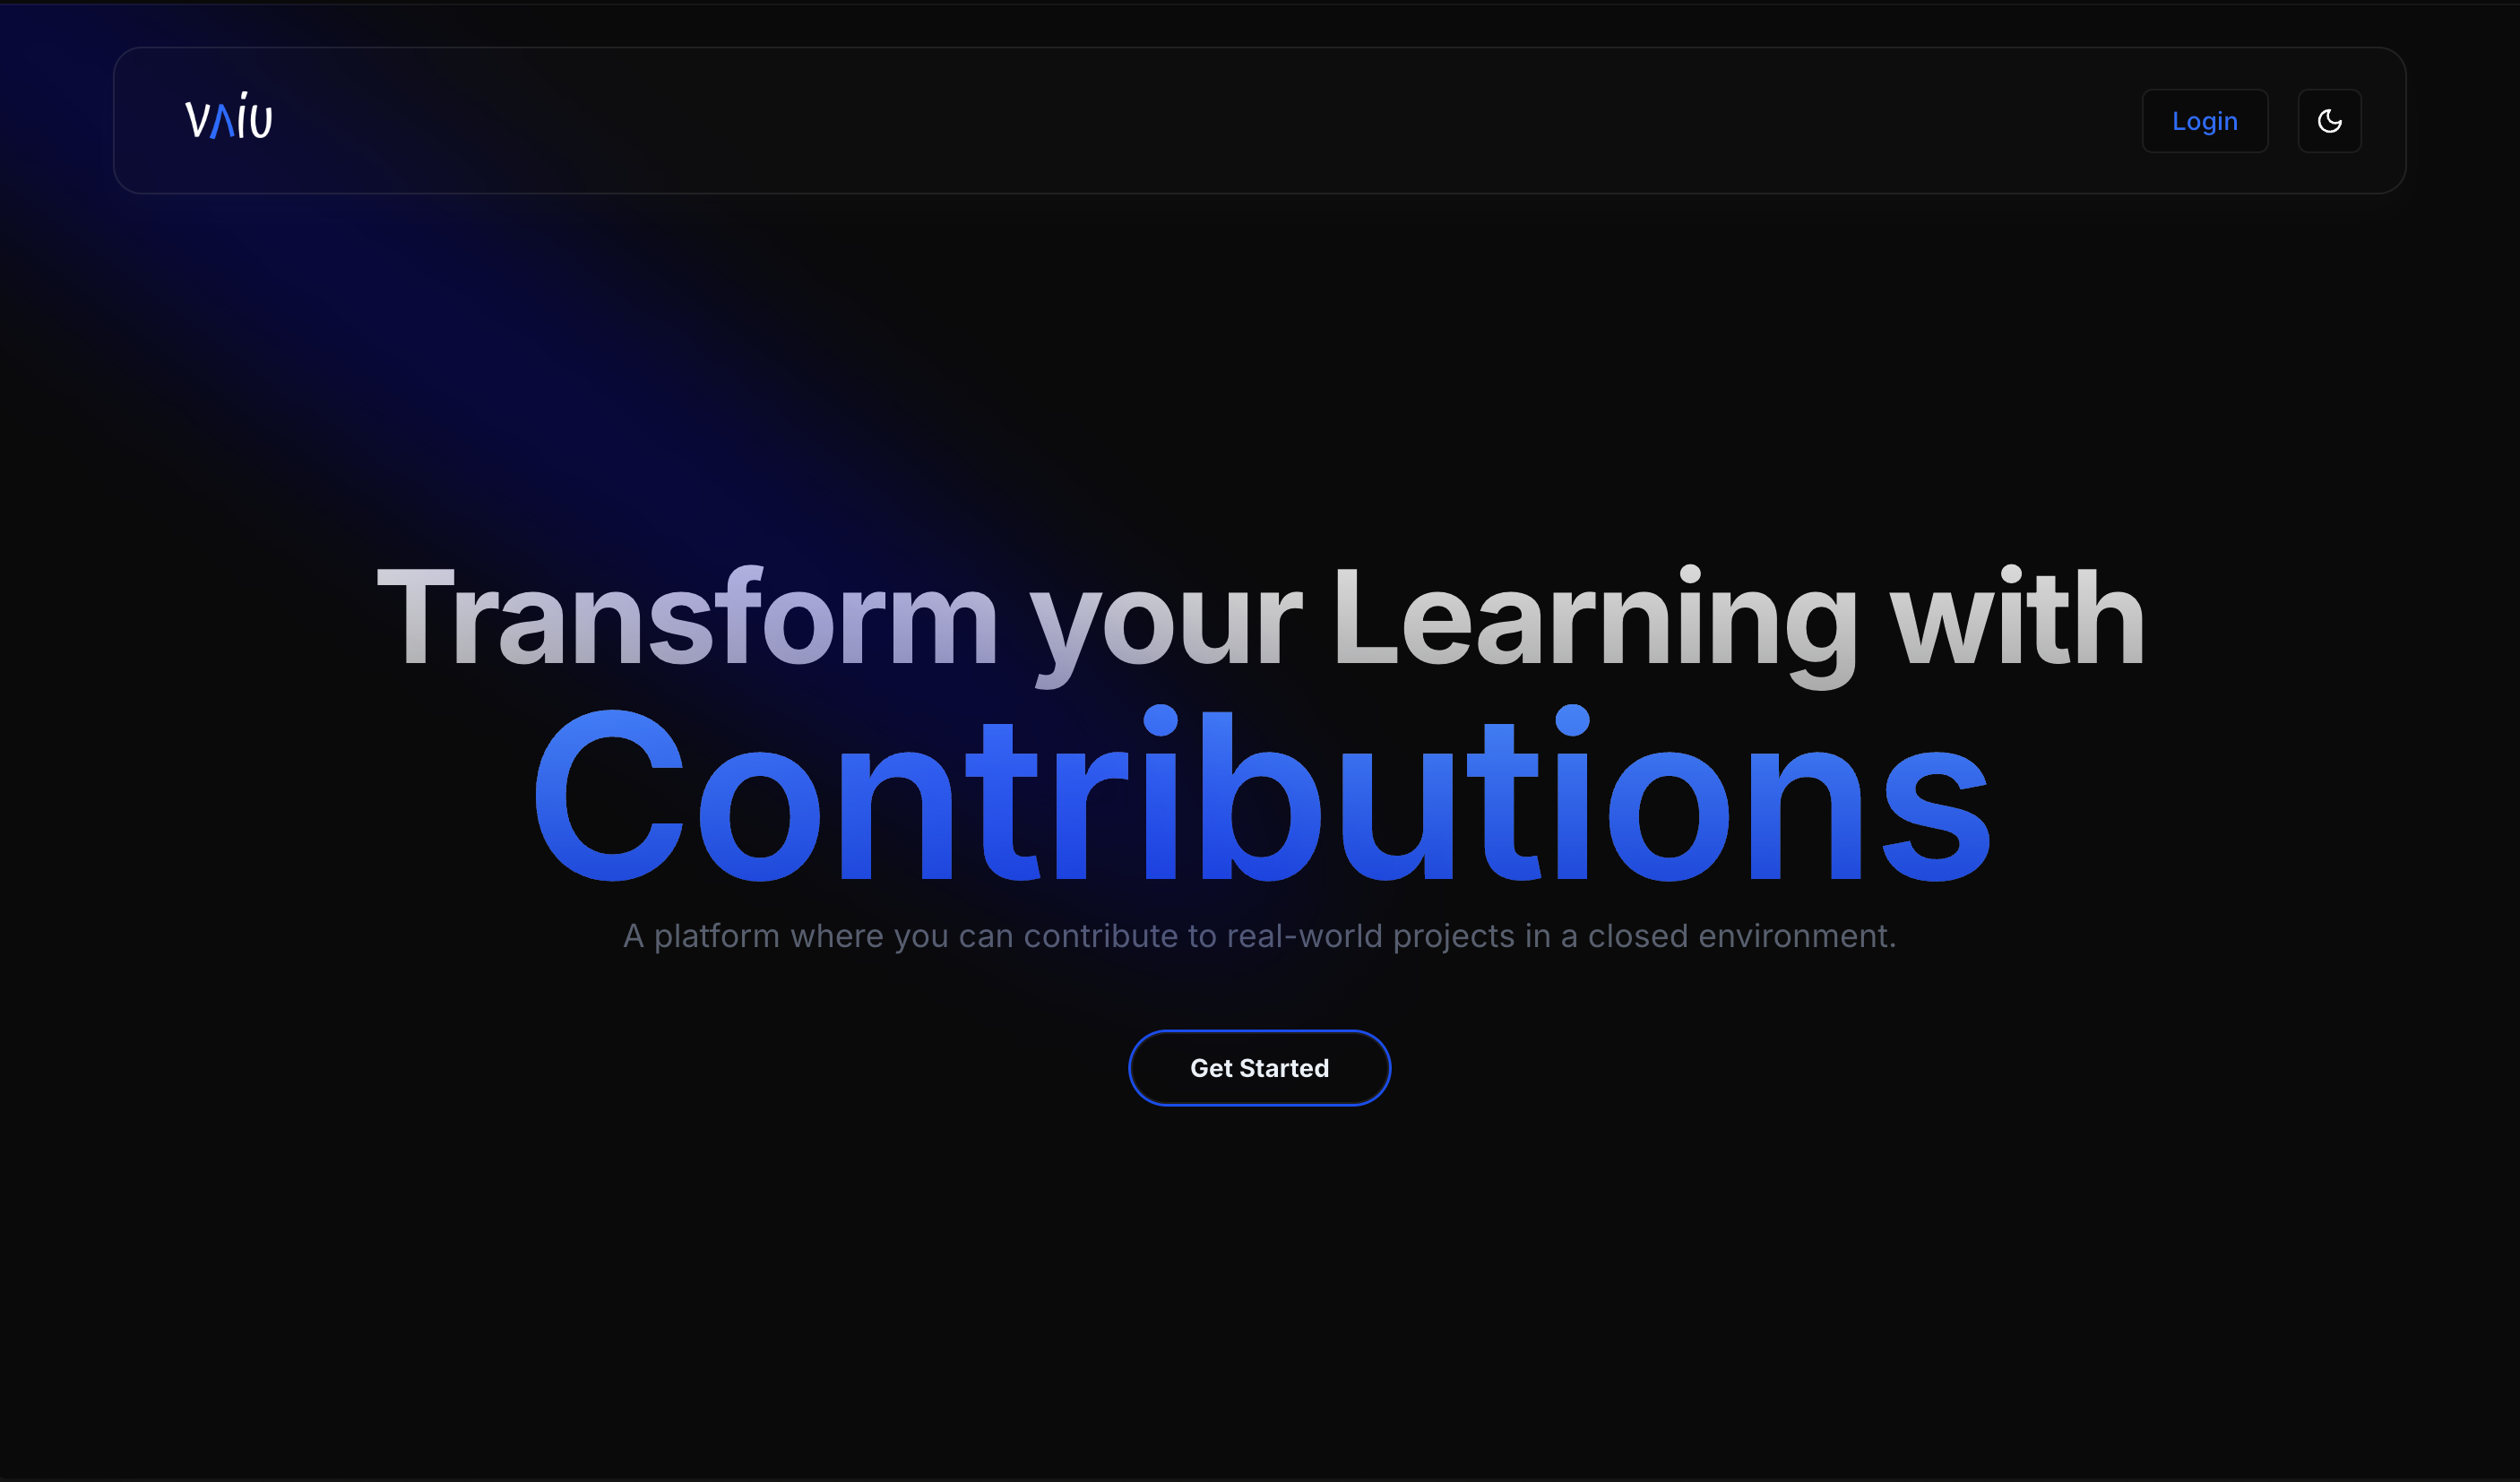 vΛiu
Login
Transform your Learning with
Contributions
A platform where you can contribute to real-world projects in a closed environment.
Get Started